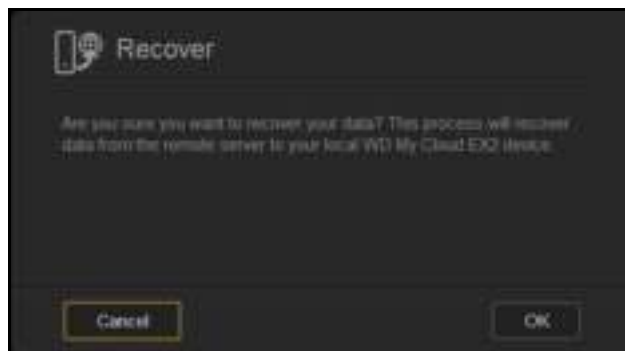 Recover
Are you sure you want to recover your data? This process will recover
data from the remote server to your local WD My Cloud EX2 device.
Cancel
OK